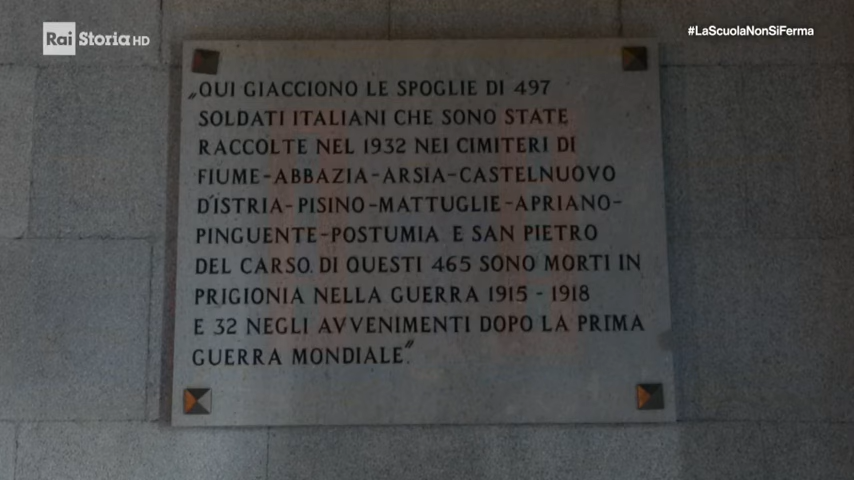 Rai Storia HD
#LaScuolaNonSiFerma
„QUI GIACCIONO LE SPOGLIE DI 497
SOLDATI ITALIANI CHE SONO STATE
RACCOLTE NEL 1932 NEI CIMITERI DI
FIUME-ABBAZIA-ARSIA-CASTELNUOVO
D'ISTRIA-PISINO-MATTUGLIE-APRIANO-
PINGUENTE-POSTUMIA E SAN PIETRO
DEL CARSO. DI QUESTI 465 SONO MORTI IN
PRIGIONIA NELLA GUERRA 1915 - 1918
E 32 NEGLI AVVENIMENTI DOPO LA PRIMA
GUERRA MONDIALE."